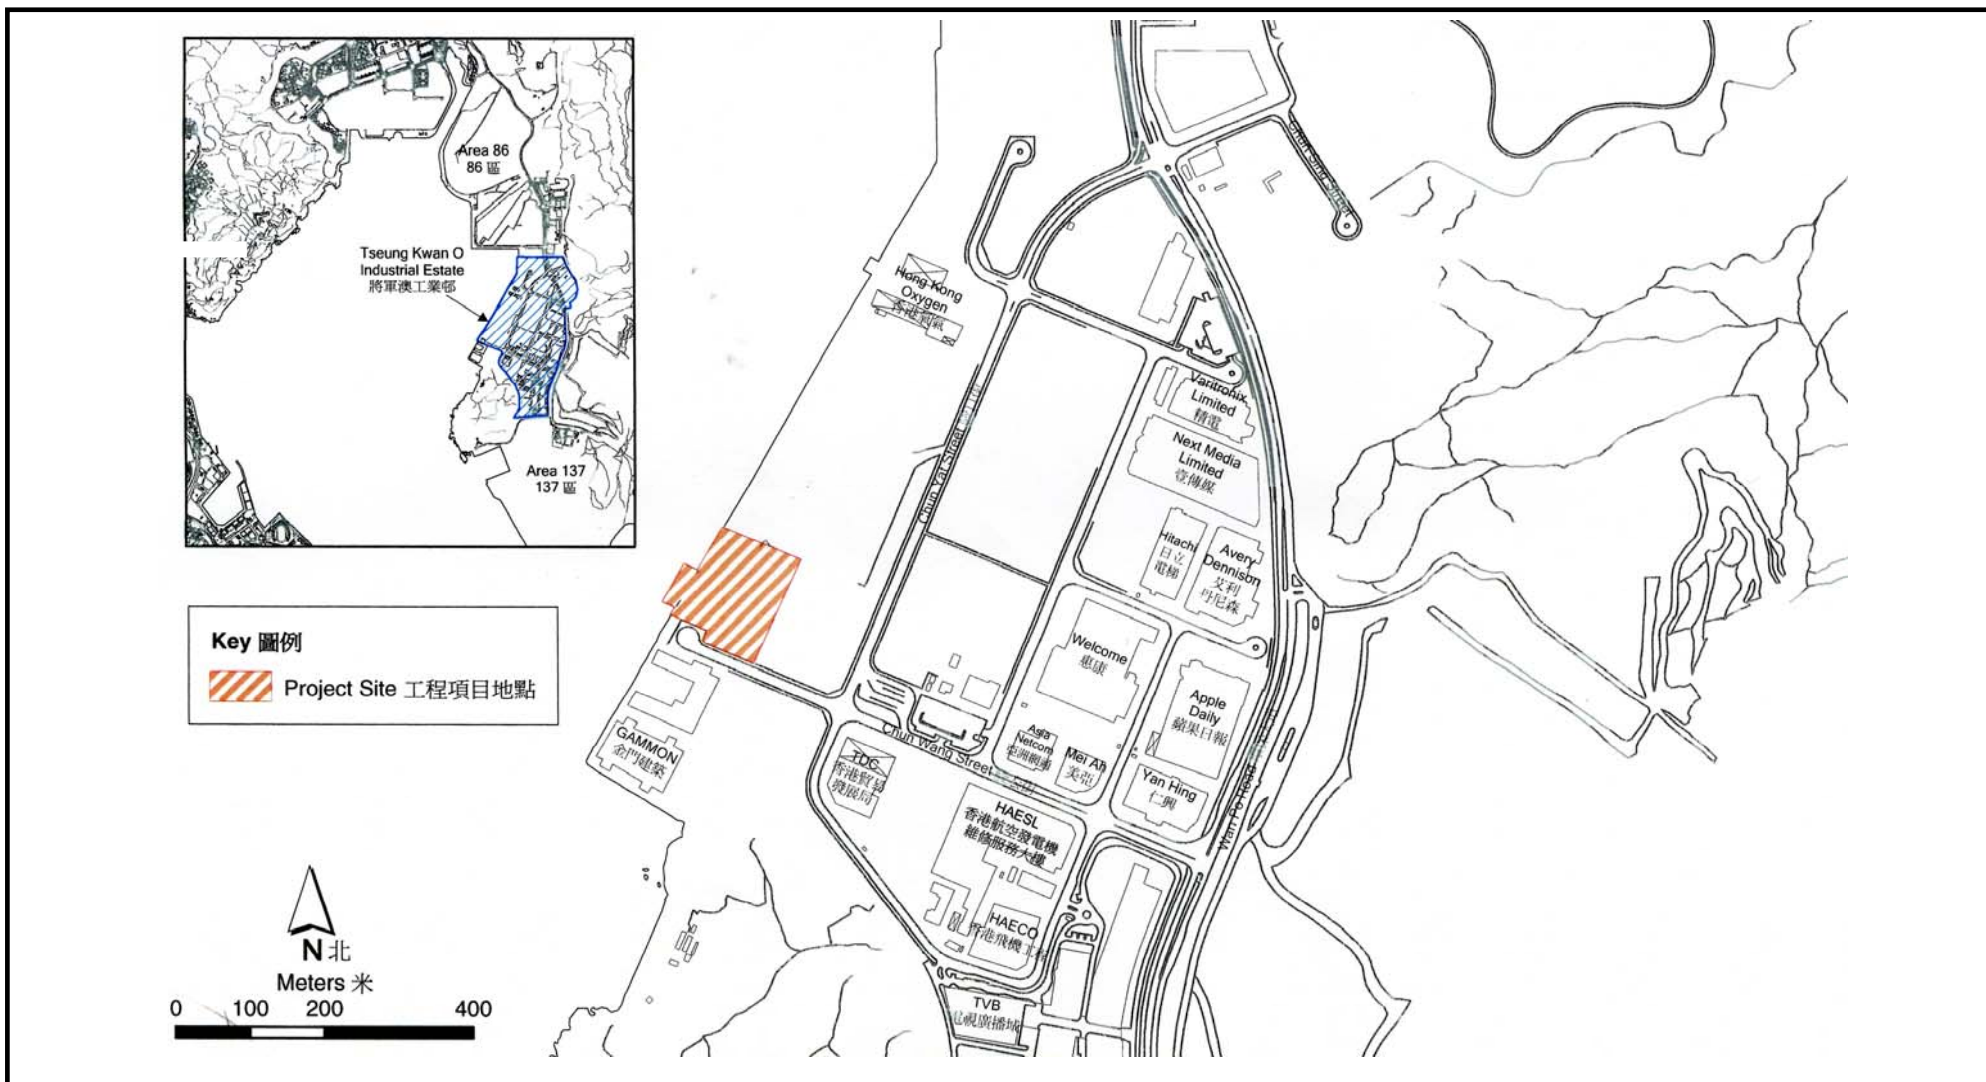 Area 86
86 區
Tseung Kwan O
Industrial Estate
將軍澳工業邨
Area 137
137 區
Key 圖例
Project Site 工程項目地點
N 北
Meters 米
0 100 200 400
Chun Sing Street
Hong Kong
Oxygen
香港氧氣
Chun Yat Street
Varitronix
Limited
精電
Next Media
Limited
壹傳媒
Hitachi
日立
電梯
Avery
Dennison
艾利
丹尼森
Welcome
惠康
Apple
Daily
蘋果日報
Asia
Netcom
亞洲網通
Mei Ah
美亞
Yan Hing
仁興
Wan Po Road
GAMMON
金門建築
TDC
香港貿易
發展局
Chun Wang Street
HAESL
香港航空發電機
維修服務大樓
HAECO
香港飛機工程
TVB
電視廣播城